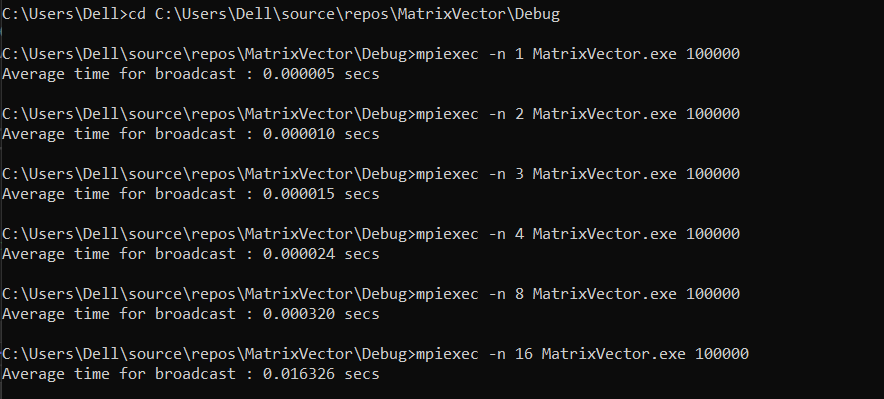 C:\Users\Dell>cd C:\Users\Dell\source\repos\MatrixVector\Debug
C:\Users\Dell\source\repos\MatrixVector\Debug>mpiexec -n 1 MatrixVector.exe 100000
Average time for broadcast : 0.000005 secs
C:\Users\Dell\source\repos\MatrixVector\Debug>mpiexec -n 2 MatrixVector.exe 100000
Average time for broadcast : 0.000010 secs
C:\Users\Dell\source\repos\MatrixVector\Debug>mpiexec -n 3 MatrixVector.exe 100000
Average time for broadcast : 0.000015 secs
C:\Users\Dell\source\repos\MatrixVector\Debug>mpiexec -n 4 MatrixVector.exe 100000
Average time for broadcast : 0.000024 secs
C:\Users\Dell\source\repos\MatrixVector\Debug>mpiexec -n 8 MatrixVector.exe 100000
Average time for broadcast : 0.000320 secs
C:\Users\Dell\source\repos\MatrixVector\Debug>mpiexec -n 16 MatrixVector.exe 100000
Average time for broadcast : 0.016326 secs